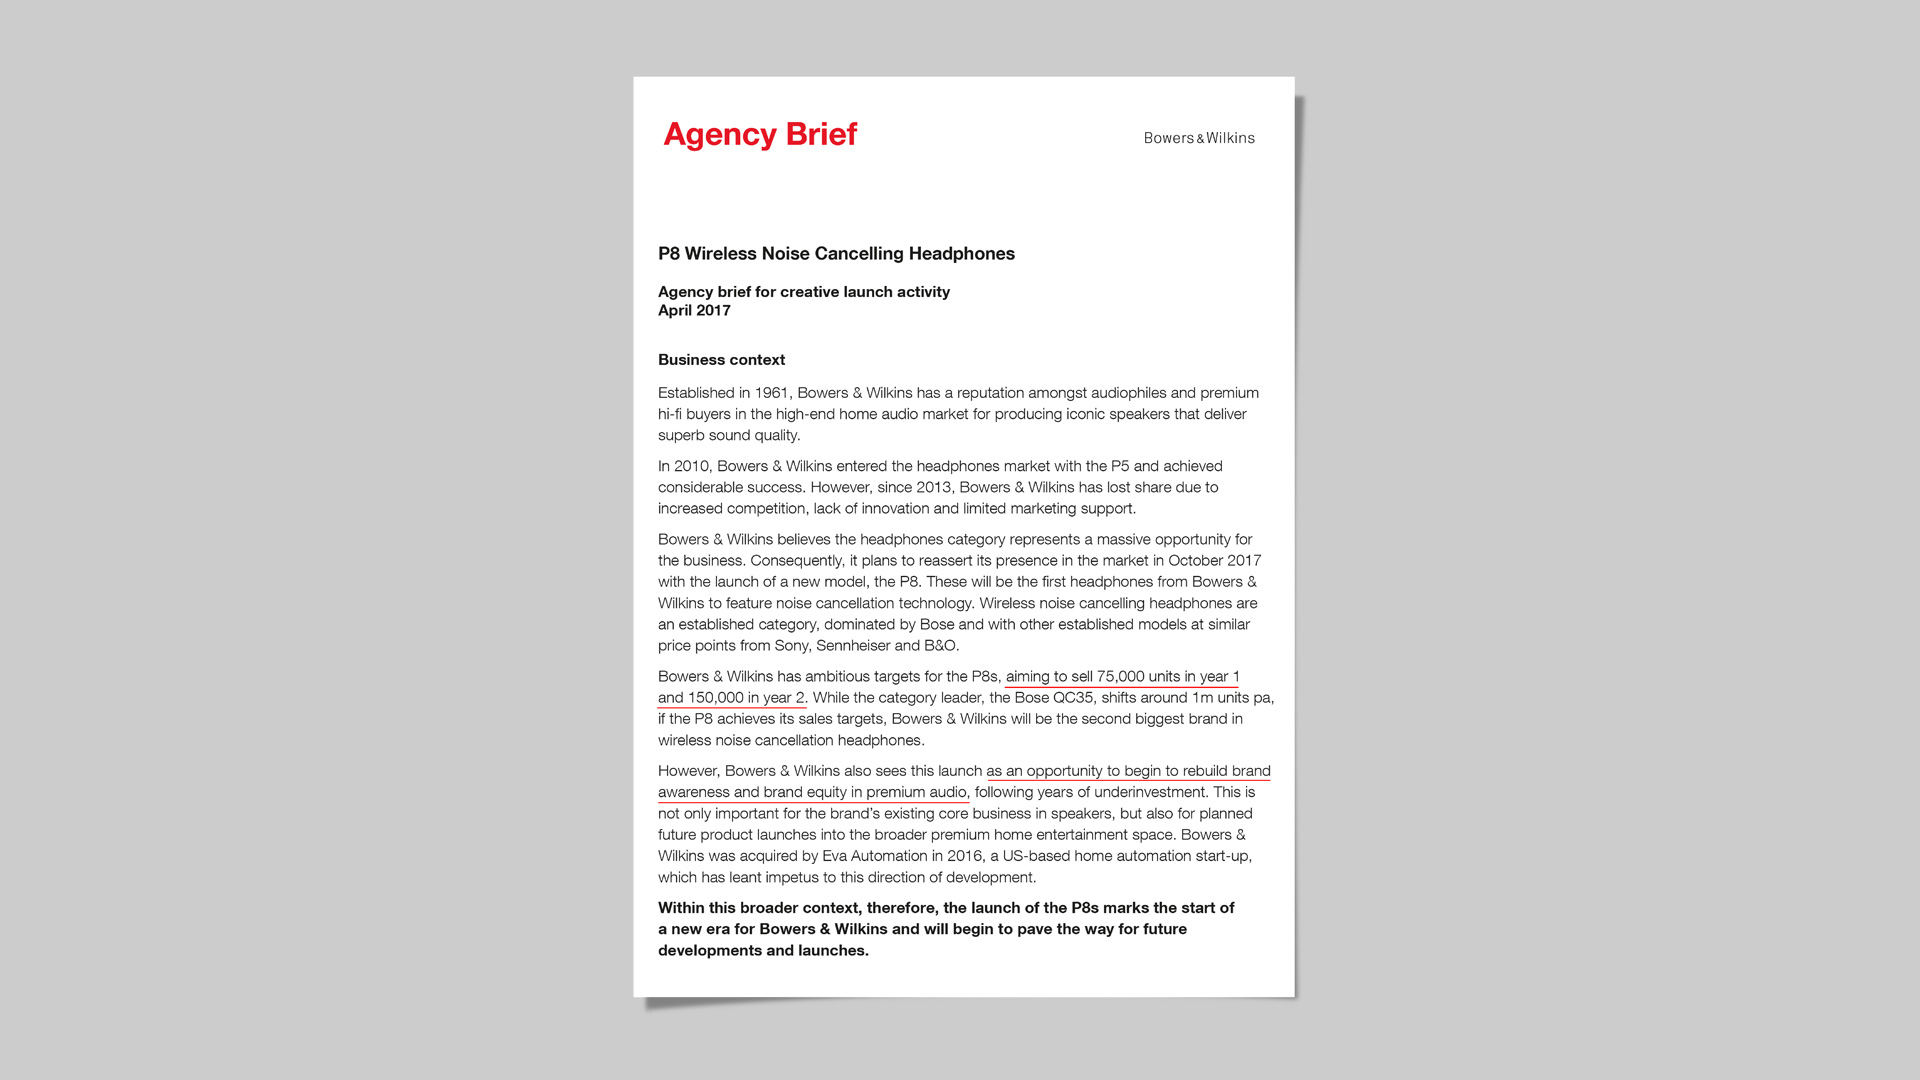 Agency Brief
Bowers & Wilkins
P8 Wireless Noise Cancelling Headphones
Agency brief for creative launch activity
April 2017
Business context
Established in 1961, Bowers & Wilkins has a reputation amongst audiophiles and premium
hi-fi buyers in the high-end home audio market for producing iconic speakers that deliver
superb sound quality.
In 2010, Bowers & Wilkins entered the headphones market with the P5 and achieved
considerable success. However, since 2013, Bowers & Wilkins has lost share due to
increased competition, lack of innovation and limited marketing support.
Bowers & Wilkins believes the headphones category represents a massive opportunity for
the business. Consequently, it plans to reassert its presence in the market in October 2017
with the launch of a new model, the P8. These will be the first headphones from Bowers &
Wilkins to feature noise cancellation technology. Wireless noise cancelling headphones are
an established category, dominated by Bose and with other established models at similar
price points from Sony, Sennheiser and B&O.
Bowers & Wilkins has ambitious targets for the P8s, aiming to sell 75,000 units in year 1
and 150,000 in year 2. While the category leader, the Bose QC35, shifts around 1m units pa,
if the P8 achieves its sales targets, Bowers & Wilkins will be the second biggest brand in
wireless noise cancellation headphones.
However, Bowers & Wilkins also sees this launch as an opportunity to begin to rebuild brand
awareness and brand equity in premium audio, following years of underinvestment. This is
not only important for the brand's existing core business in speakers, but also for planned
future product launches into the broader premium home entertainment space. Bowers &
Wilkins was acquired by Eva Automation in 2016, a US-based home automation start-up,
which has leant impetus to this direction of development.
Within this broader context, therefore, the launch of the P8s marks the start of
a new era for Bowers & Wilkins and will begin to pave the way for future
developments and launches.